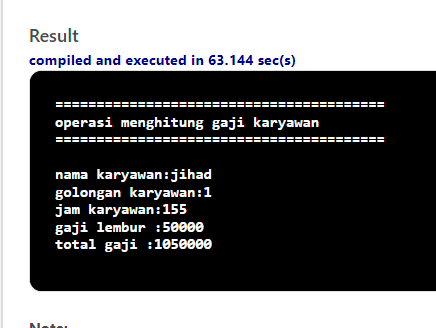 Result
compiled and executed in 63.144 sec(s)
========================================
operasi menghitung gaji karyawan
========================================
nama karyawan:jihad
golongan karyawan:1
jam karyawan:155
gaji lembur :50000
total gaji :1050000
Note: